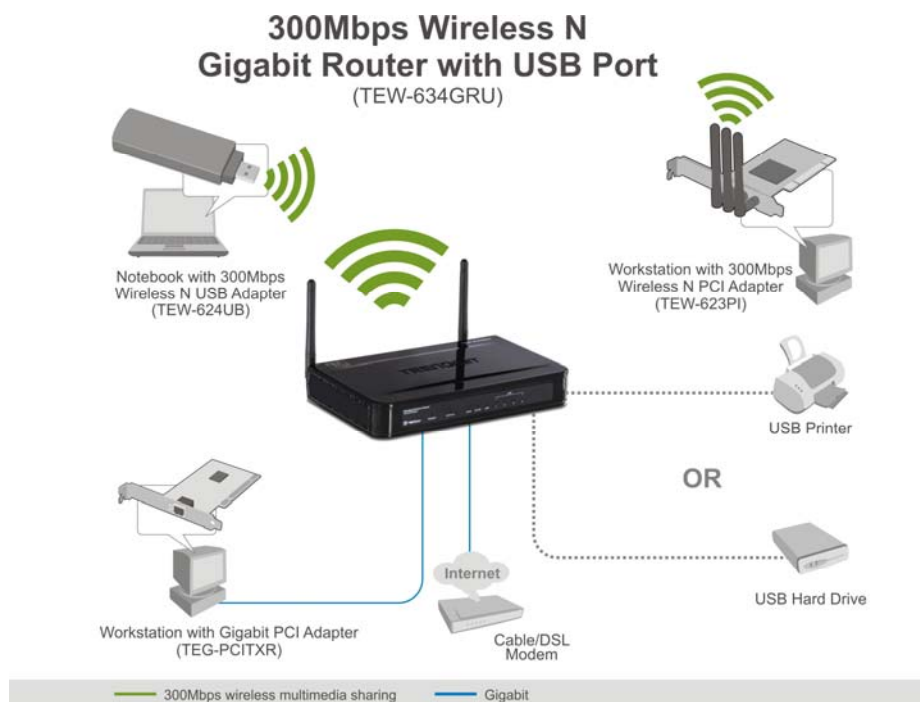 300Mbps Wireless N
Gigabit Router with USB Port
(TEW-634GRU)
Notebook with 300Mbps
Wireless N USB Adapter
(TEW-624UB)
Workstation with 300Mbps
Wireless N PCI Adapter
(TEW-623PI)
TRENDNET
USB Printer
OR
USB Hard Drive
Internet
Cable/DSL
Modem
Workstation with Gigabit PCI Adapter
(TEG-PCITXR)
300Mbps wireless multimedia sharing
Gigabit